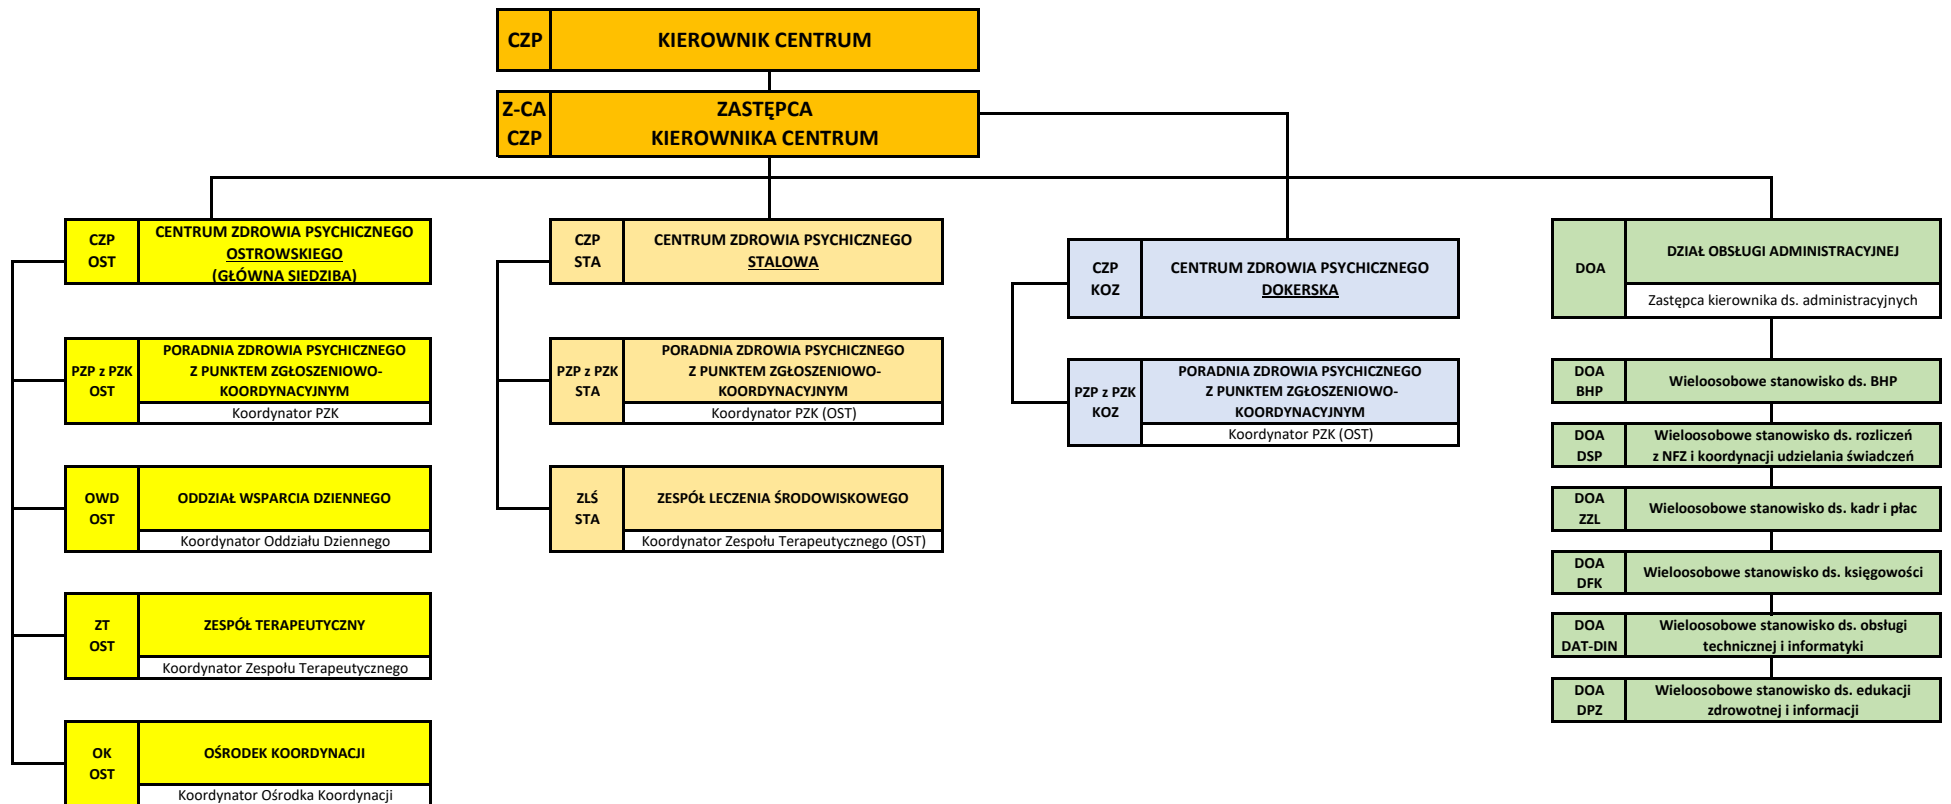 CZP
KIEROWNIK CENTRUM
Z-CA
CZP
ZASTĘPCA
KIEROWNIKA CENTRUM
CZP
OST
CENTRUM ZDROWIA PSYCHICZNEGO
OSTROWSKIEGO
(GŁÓWNA SIEDZIBA)
PZP z PZK
OST
PORADNIA ZDROWIA PSYCHICZNEGO
Z PUNKTEM ZGŁOSZENIOWO-
KOORDYNACYJNYM
Koordynator PZK
OWD
OST
ODDZIAŁ WSPARCIA DZIENNEGO
Koordynator Oddziału Dziennego
ZT
OST
ZESPÓŁ TERAPEUTYCZNY
Koordynator Zespołu Terapeutycznego
OK
OST
OŚRODEK KOORDYNACJI
Koordynator Ośrodka Koordynacji
CZP
STA
CENTRUM ZDROWIA PSYCHICZNEGO
STALOWA
PZP z PZK
STA
PORADNIA ZDROWIA PSYCHICZNEGO
Z PUNKTEM ZGŁOSZENIOWO-
KOORDYNACYJNYM
Koordynator PZK (OST)
ZLŚ
STA
ZESPÓŁ LECZENIA ŚRODOWISKOWEGO
Koordynator Zespołu Terapeutycznego (OST)
CZP
KOZ
CENTRUM ZDROWIA PSYCHICZNEGO
DOKERSKA
PZP z PZK
KOZ
PORADNIA ZDROWIA PSYCHICZNEGO
Z PUNKTEM ZGŁOSZENIOWO-
KOORDYNACYJNYM
Koordynator PZK (OST)
DOA
DZIAŁ OBSŁUGI ADMINISTRACYJNEJ
Zastępca kierownika ds. administracyjnych
DOA
BHP
Wieloosobowe stanowisko ds. BHP
DOA
DSP
Wieloosobowe stanowisko ds. rozliczeń
z NFZ i koordynacji udzielania świadczeń
DOA
ZZL
Wieloosobowe stanowisko ds. kadr i płac
DOA
DFK
Wieloosobowe stanowisko ds. księgowości
DOA
DAT-DIN
Wieloosobowe stanowisko ds. obsługi
technicznej i informatyki
DOA
DPZ
Wieloosobowe stanowisko ds. edukacji
zdrowotnej i informacji